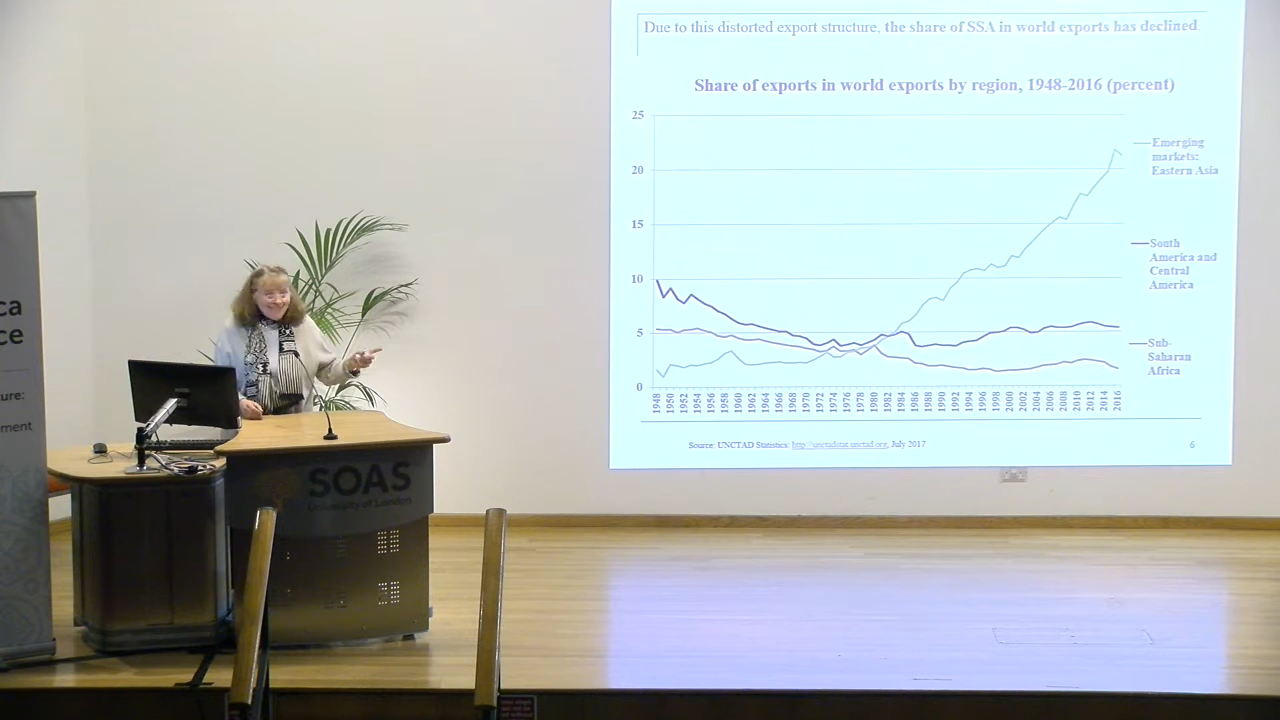 Due to this distorted export structure, the share of SSA in world exports has declined.
Share of exports in world exports by region, 1948-2016 (percent)
25
20
15
10
5
0
1948
1950
1952
1954
1956
1958
1960
1962
1964
1966
1968
1970
1972
1974
1976
1978
1980
1982
1984
1986
1988
1990
1992
1994
1996
1998
2000
2002
2004
2006
2008
2010
2012
2014
2016
Emerging
markets:
Eastern Asia
South
America and
Central
America
Sub-
Saharan
Africa
Source: UNCTAD Statistics: http://unctadstat.unctad.org, July 2017
6
ca
ce
ure:
ment
SOAS
University of London